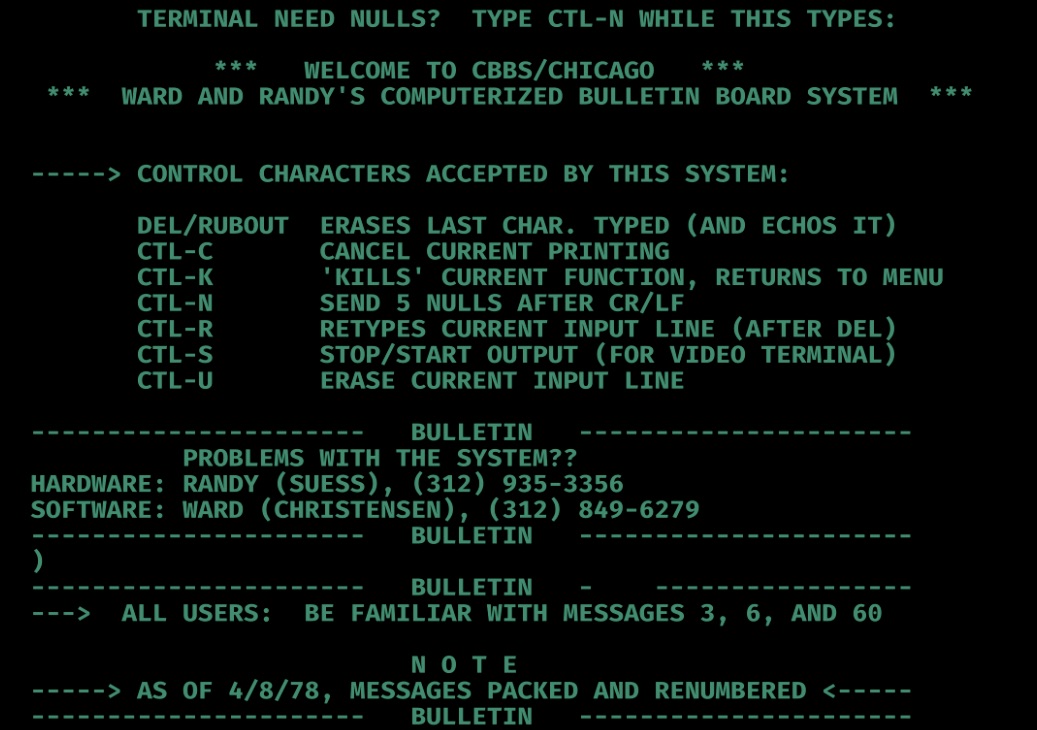 TERMINAL NEED NULLS?  TYPE CTL-N WHILE THIS TYPES:
***   WELCOME TO CBBS/CHICAGO   ***
***  WARD AND RANDY'S COMPUTERIZED BULLETIN BOARD SYSTEM  ***
-----> CONTROL CHARACTERS ACCEPTED BY THIS SYSTEM:
DEL/RUBOUT  ERASES LAST CHAR. TYPED (AND ECHOS IT)
CTL-C       CANCEL CURRENT PRINTING
CTL-K       'KILLS' CURRENT FUNCTION, RETURNS TO MENU
CTL-N       SEND 5 NULLS AFTER CR/LF
CTL-R       RETYPES CURRENT INPUT LINE (AFTER DEL)
CTL-S       STOP/START OUTPUT (FOR VIDEO TERMINAL)
CTL-U       ERASE CURRENT INPUT LINE
----------------------   BULLETIN   ----------------------
PROBLEMS WITH THE SYSTEM??
HARDWARE: RANDY (SUESS), (312) 935-3356
SOFTWARE: WARD (CHRISTENSEN), (312) 849-6279
----------------------   BULLETIN   ----------------------
)
----------------------   BULLETIN   -    -----------------
--->  ALL USERS:  BE FAMILIAR WITH MESSAGES 3, 6, AND 60
N O T E
-----> AS OF 4/8/78, MESSAGES PACKED AND RENUMBERED <-----
----------------------   BULLETIN   ----------------------